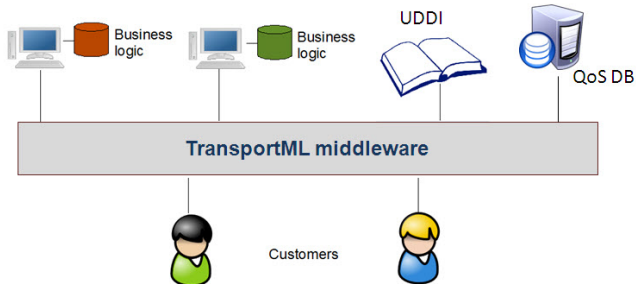 Business
logic
Business
logic
UDDI
QoS DB
TransportML middleware
Customers